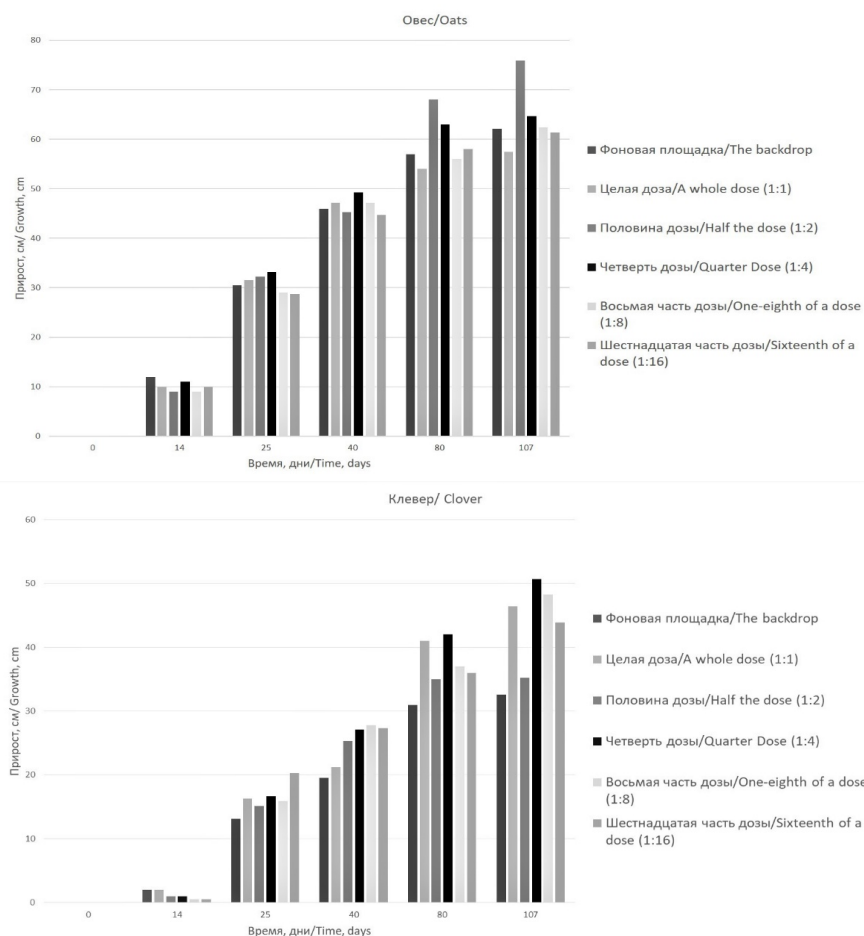 Овес/Oats
80
70
60
50
40
30
20
10
0
Прирост, см/ Growth, cm
0 14 25 40 80 107
Время, дни/Time, days
Фоновая площадка/The backdrop
Целая доза/A whole dose (1:1)
Половина дозы/Half the dose (1:2)
Четверть дозы/Quarter Dose (1:4)
Восьмая часть дозы/One-eighth of a dose
(1:8)
Шестнадцатая часть дозы/Sixteenth of a
dose (1:16)
Клевер/ Clover
60
50
40
30
20
10
0
Прирост, см/ Growth, cm
0 14 25 40 80 107
Время, дни/Time, days
Фоновая площадка/The backdrop
Целая доза/A whole dose (1:1)
Половина дозы/Half the dose (1:2)
Четверть дозы/Quarter Dose (1:4)
Восьмая часть дозы/One-eighth of a dose
(1:8)
Шестнадцатая часть дозы/Sixteenth of a
dose (1:16)